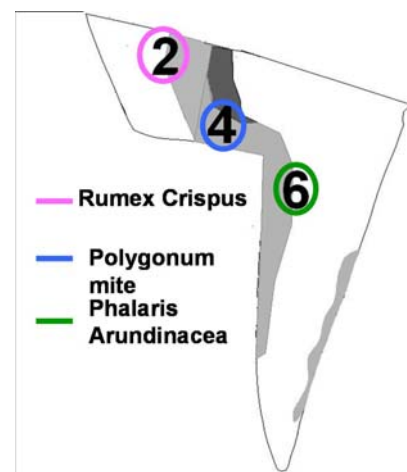 2
4
6
Rumex Crispus
Polygonum
mite
Phalaris
Arundinacea